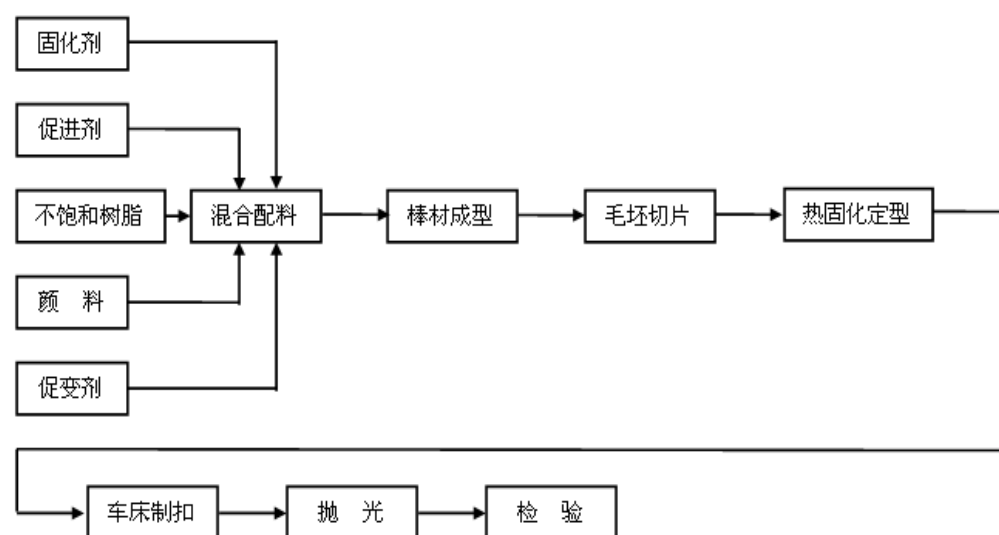 固化剂
促进剂
不饱和树脂
混合配料
棒材成型
毛坯切片
热固化定型
颜 料
促变剂
车床制扣
抛 光
检 验